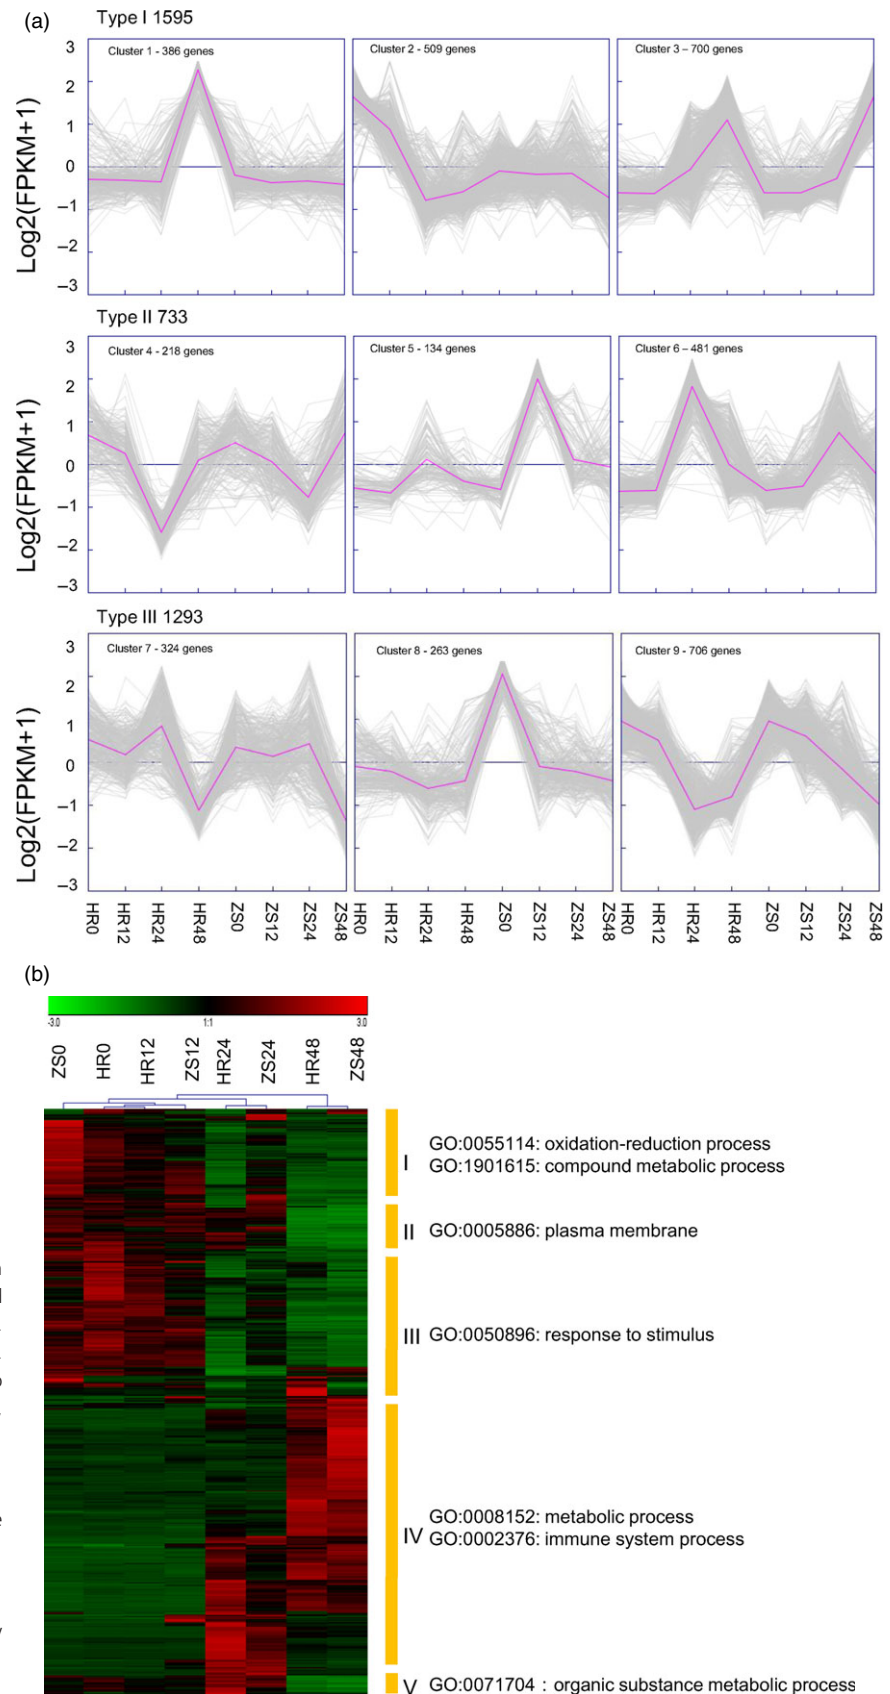 (a)
Type I 1595
Cluster 1 - 386 genes
Cluster 2 - 509 genes
Cluster 3 – 700 genes
Log2(FPKM+1)
3
2
1
0
–1
–2
–3
Type II 733
Cluster 4 - 218 genes
Cluster 5 - 134 genes
Cluster 6 – 481 genes
Log2(FPKM+1)
3
2
1
0
–1
–2
–3
Type III 1293
Cluster 7 - 324 genes
Cluster 8 - 263 genes
Cluster 9 - 706 genes
Log2(FPKM+1)
3
2
1
0
–1
–2
–3
HR0 HR12 HR24 HR48 ZS0 ZS12 ZS24 ZS48
HR0 HR12 HR24 HR48 ZS0 ZS12 ZS24 ZS48
HR0 HR12 HR24 HR48 ZS0 ZS12 ZS24 ZS48
(b)
-3.0 1:1 3.0
ZS0 HR0 HR12 ZS12 HR24 ZS24 HR48 ZS48
I
GO:0055114: oxidation-reduction process
GO:1901615: compound metabolic process
II GO:0005886: plasma membrane
III GO:0050896: response to stimulus
IV
GO:0008152: metabolic process
GO:0002376: immune system process
V GO:0071704 : organic substance metabolic process